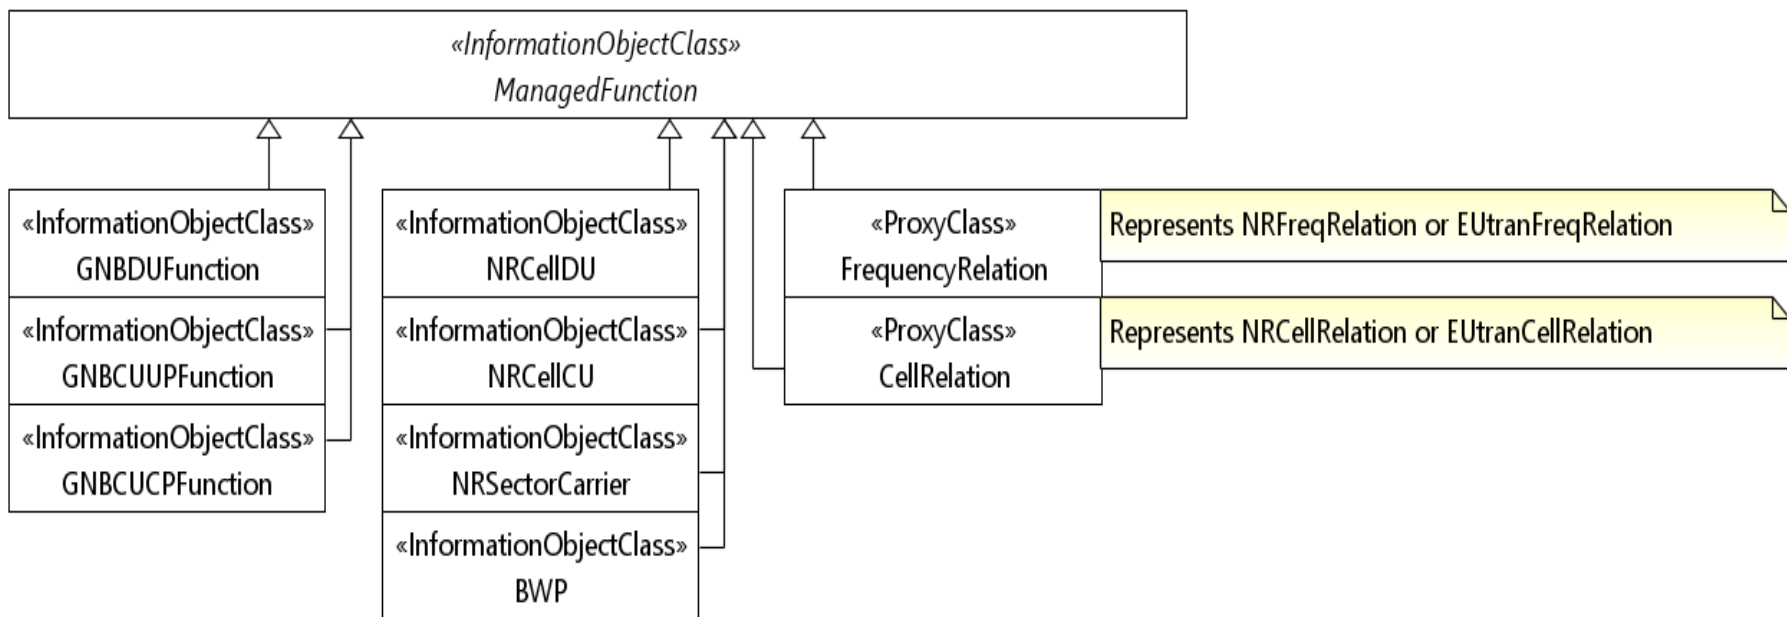 «InformationObjectClass»
ManagedFunction
«InformationObjectClass»
GNBDUFunction
«InformationObjectClass»
GNBCUUPFunction
«InformationObjectClass»
GNBCUCPFunction
«InformationObjectClass»
NRCellDU
«InformationObjectClass»
NRCellCU
«InformationObjectClass»
NRSectorCarrier
«InformationObjectClass»
BWP
«ProxyClass»
FrequencyRelation
Represents NRFreqRelation or EUtranFreqRelation
«ProxyClass»
CellRelation
Represents NRCellRelation or EUtranCellRelation